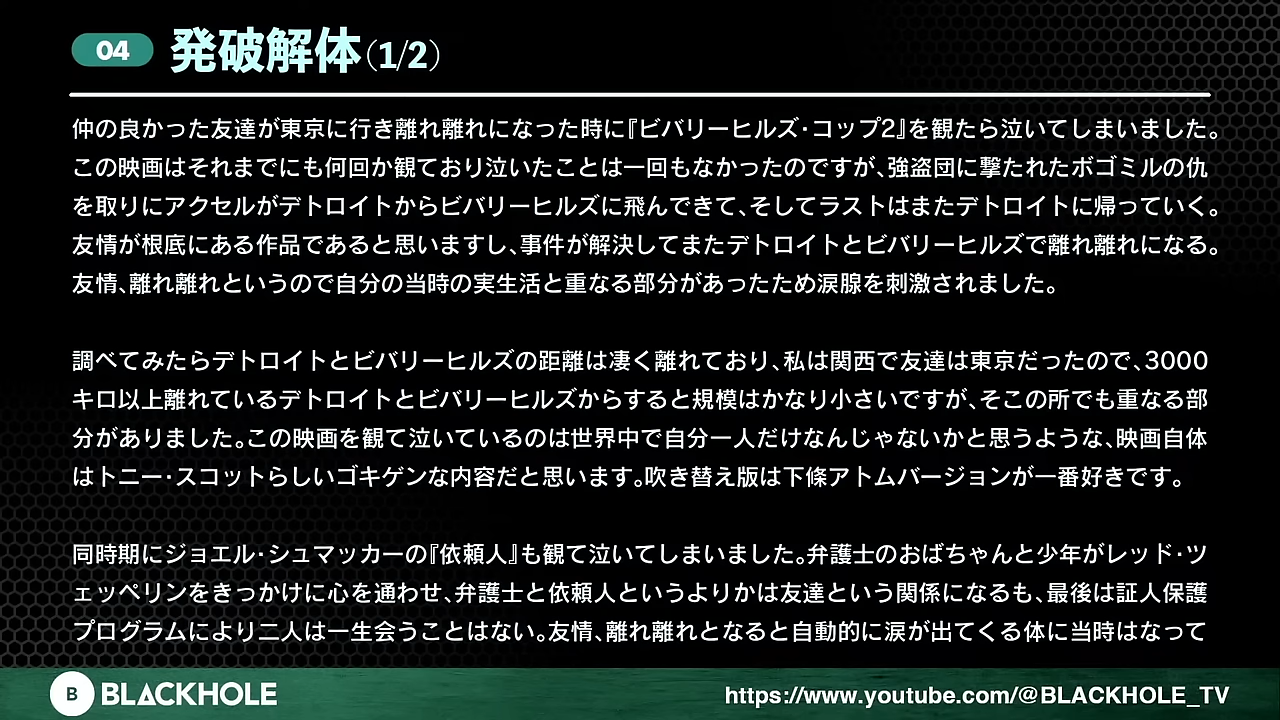 04 発破解体(1/2)
仲の良かった友達が東京に行き離れ離れになった時に『ビバリーヒルズ・コップ2』を観たら泣いてしまいました。
この映画はそれまでにも何回か観ており泣いたことは一回もなかったのですが、強盗団に撃たれたボゴミルの仇
を取りにアクセルがデトロイトからビバリーヒルズに飛んできて、そしてラストはまたデトロイトに帰っていく。
友情が根底にある作品であると思いますし、事件が解決してまたデトロイトとビバリーヒルズで離れ離れになる。
友情、離れ離れというので自分の当時の実生活と重なる部分があったため涙腺を刺激されました。
調べてみたらデトロイトとビバリーヒルズの距離は凄く離れており、私は関西で友達は東京だったので、3000
キロ以上離れているデトロイトとビバリーヒルズからすると規模はかなり小さいですが、そこの所でも重なる部
分がありました。この映画を観て泣いているのは世界中で自分一人だけなんじゃないかと思うような、映画自体
はトニー・スコットらしいゴキゲンな内容だと思います。吹き替え版は下條アトムバージョンが一番好きです。
同時期にジョエル・シュマッカーの『依頼人』も観て泣いてしまいました。弁護士のおばちゃんと少年がレッド・ツ
ェッペリンをきっかけに心を通わせ、弁護士と依頼人というよりかは友達という関係になるも、最後は証人保護
プログラムにより二人は一生会うことはない。友情、離れ離れとなると自動的に涙が出てくる体に当時はなって
B BLACKHOLE
https://www.youtube.com/@BLACKHOLE_TV